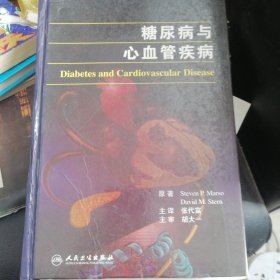 糖尿病与
心血管疾病
Diabetes and Cardiovascular Disease
原著 Steven P. Marso
David M. Stern
主译 张代富
主审 胡大一
人民卫生出版社